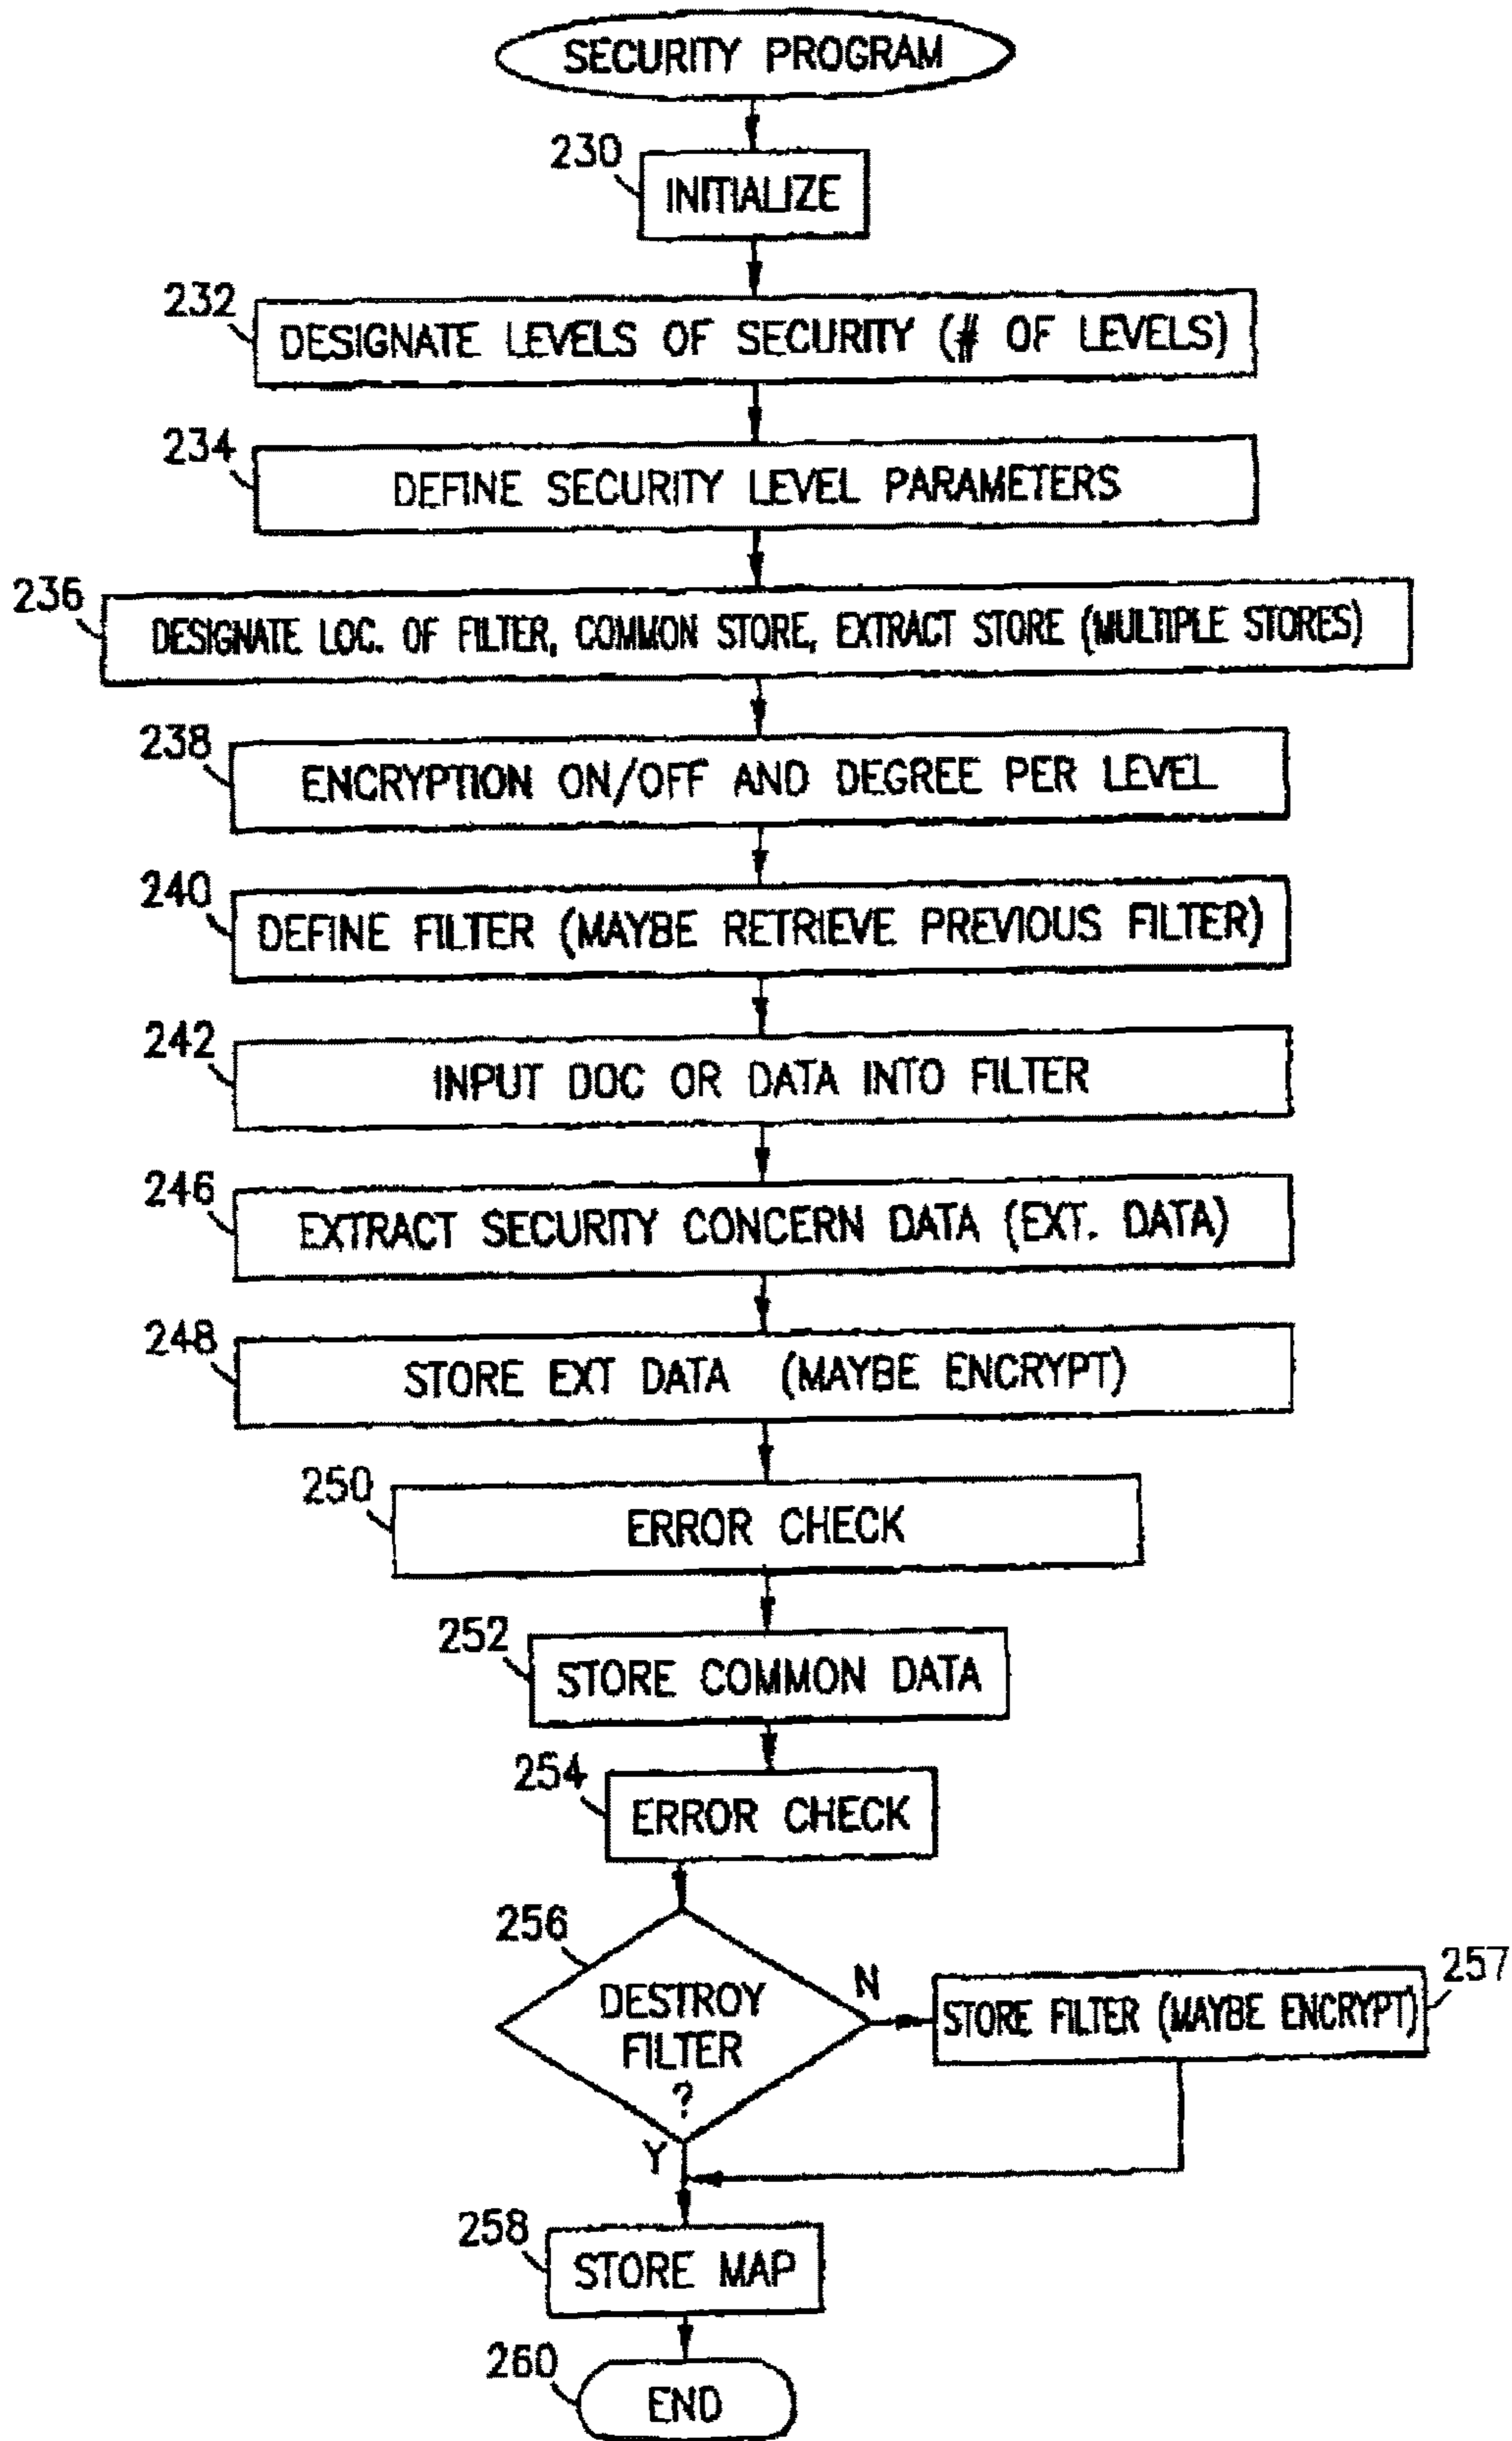 SECURITY PROGRAM
230
INITIALIZE
232
DESIGNATE LEVELS OF SECURITY (# OF LEVELS)
234
DEFINE SECURITY LEVEL PARAMETERS
236
DESIGNATE LOC. OF FILTER, COMMON STORE, EXTRACT STORE (MULTIPLE STORES)
238
ENCRYPTION ON/OFF AND DEGREE PER LEVEL
240
DEFINE FILTER (MAYBE RETRIEVE PREVIOUS FILTER)
242
INPUT DOC OR DATA INTO FILTER
246
EXTRACT SECURITY CONCERN DATA (EXT. DATA)
248
STORE EXT DATA (MAYBE ENCRYPT)
250
ERROR CHECK
252
STORE COMMON DATA
254
ERROR CHECK
256
DESTROY
FILTER
?
N
257
STORE FILTER (MAYBE ENCRYPT)
Y
258
STORE MAP
260
END